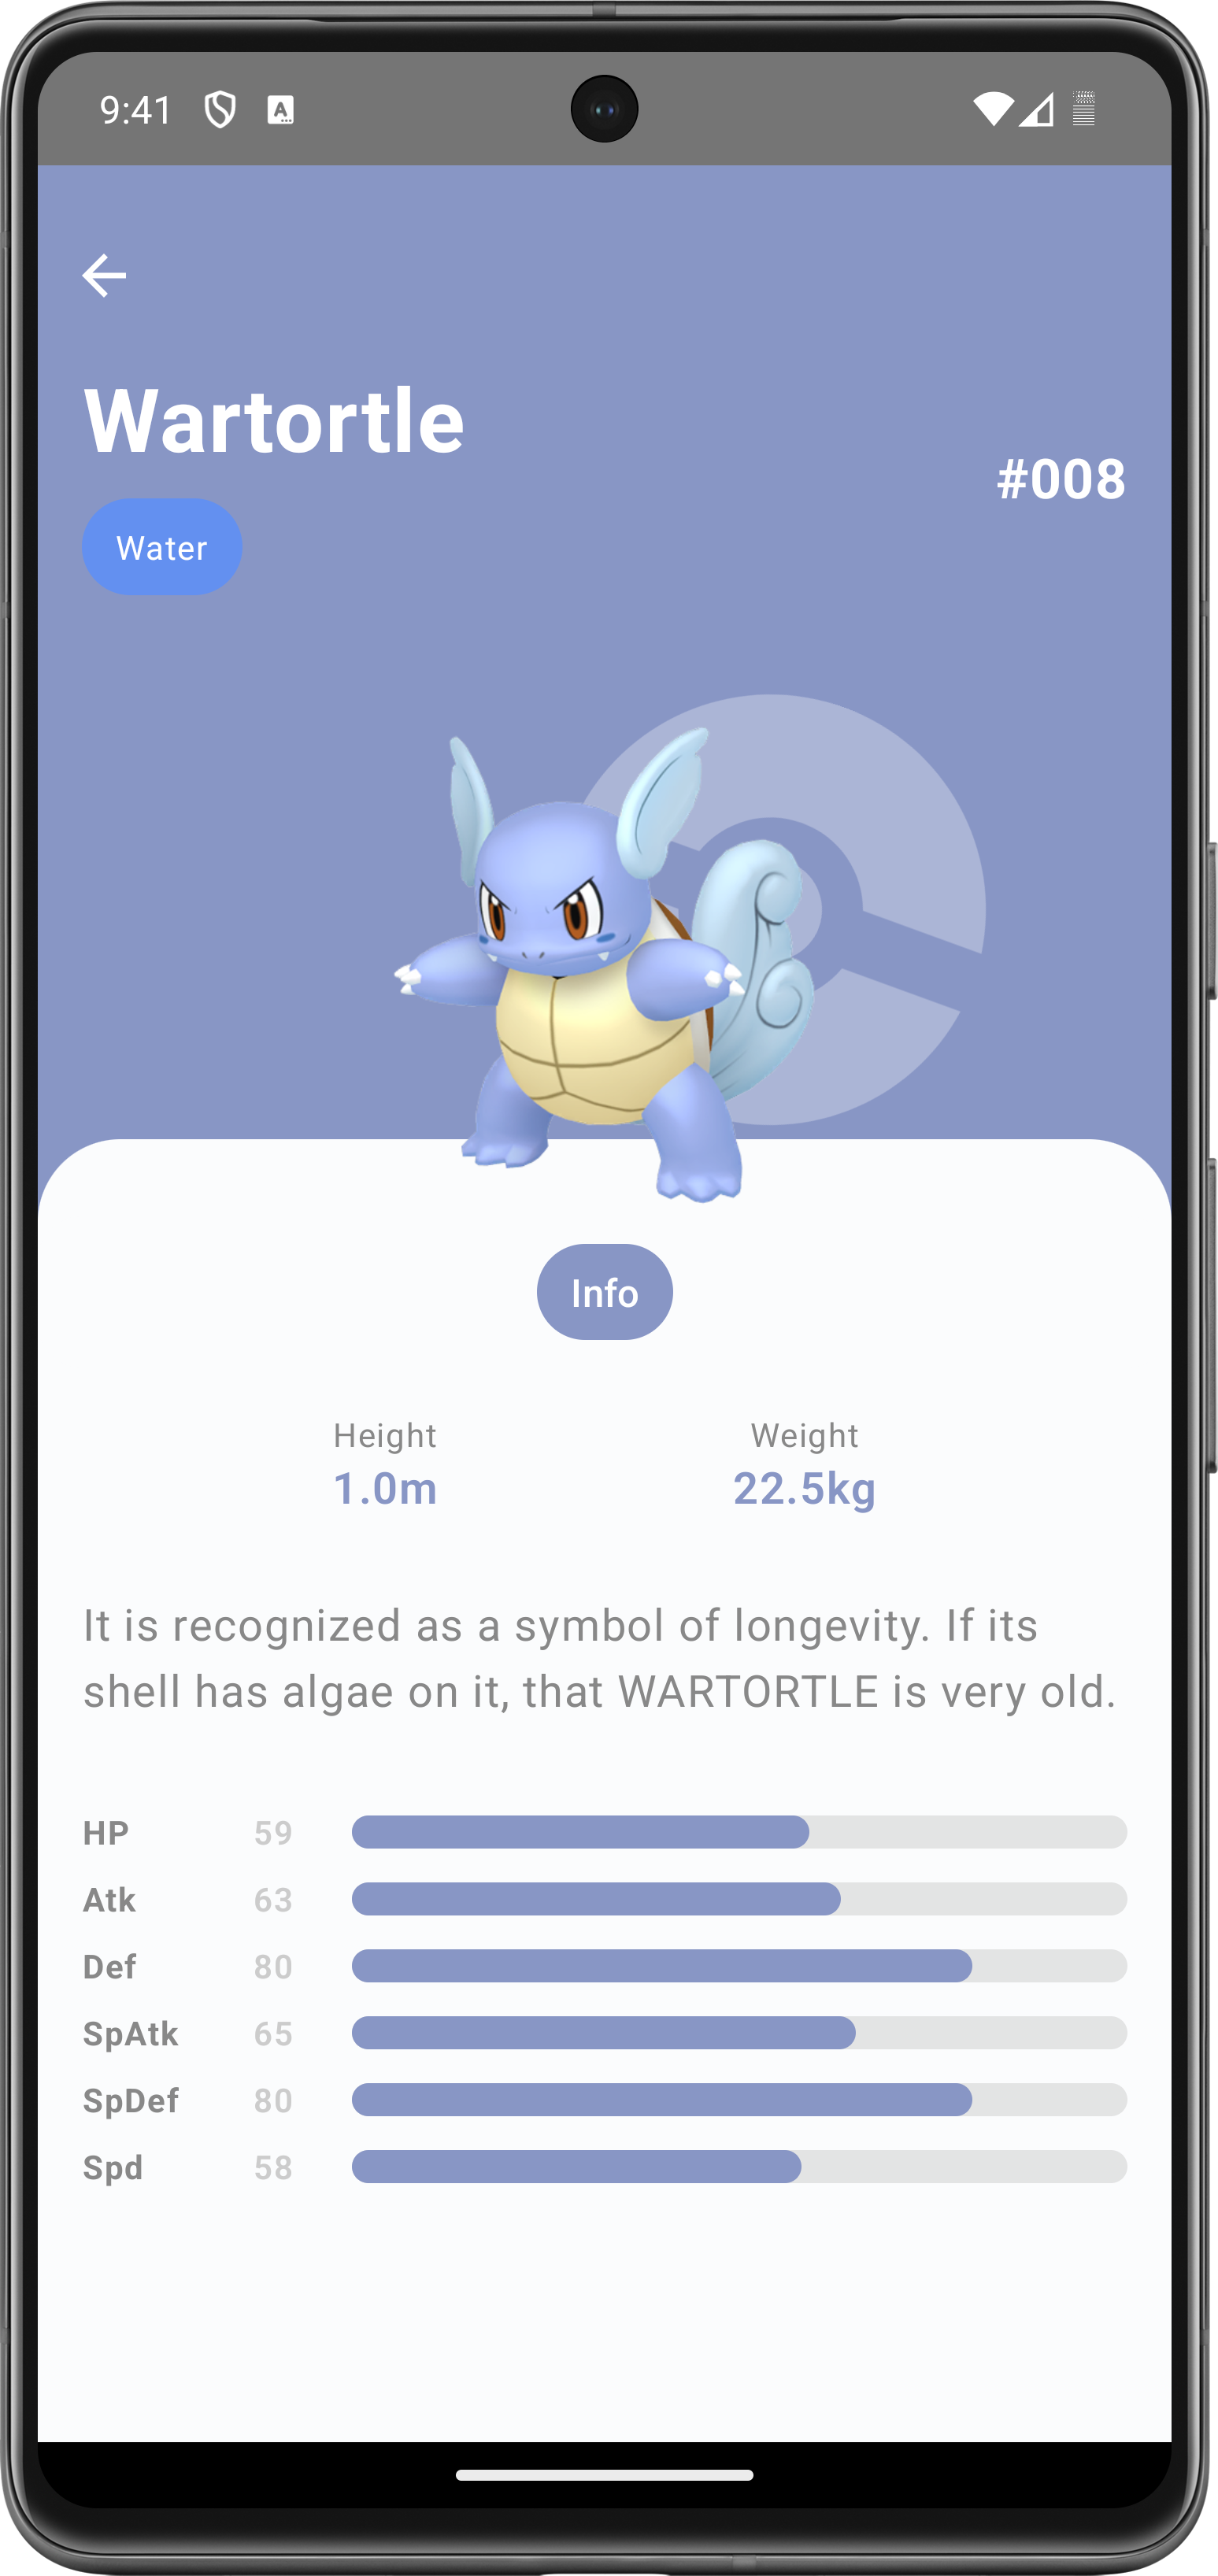 9:41
A
Wartortle
#008
Water
Info
Height Weight
1.0m 22.5kg
It is recognized as a symbol of longevity. If its
shell has algae on it, that WARTORTLE is very old.
HP 59
Atk 63
Def 80
SpAtk 65
SpDef 80
Spd 58